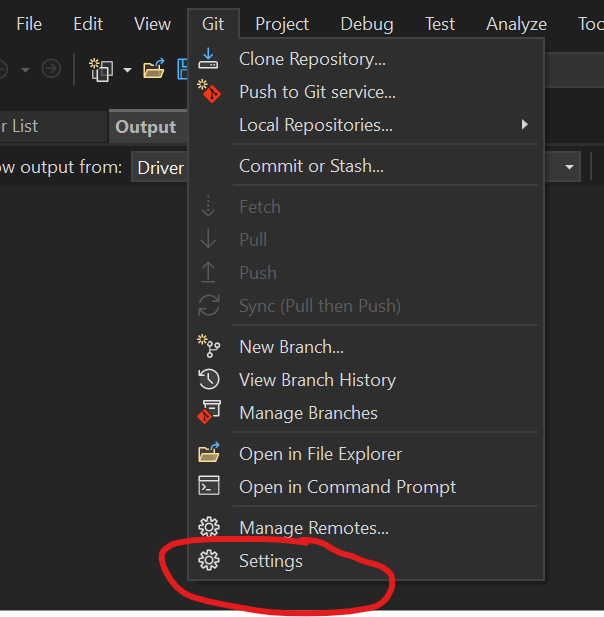 File Edit View Git Project Debug Test Analyze Too
Clone Repository...
Push to Git service...
r List Output
Local Repositories...
ow output from: Driver
Commit or Stash...
Fetch
Pull
Push
Sync (Pull then Push)
New Branch...
View Branch History
Manage Branches
Open in File Explorer
Open in Command Prompt
Manage Remotes...
Settings